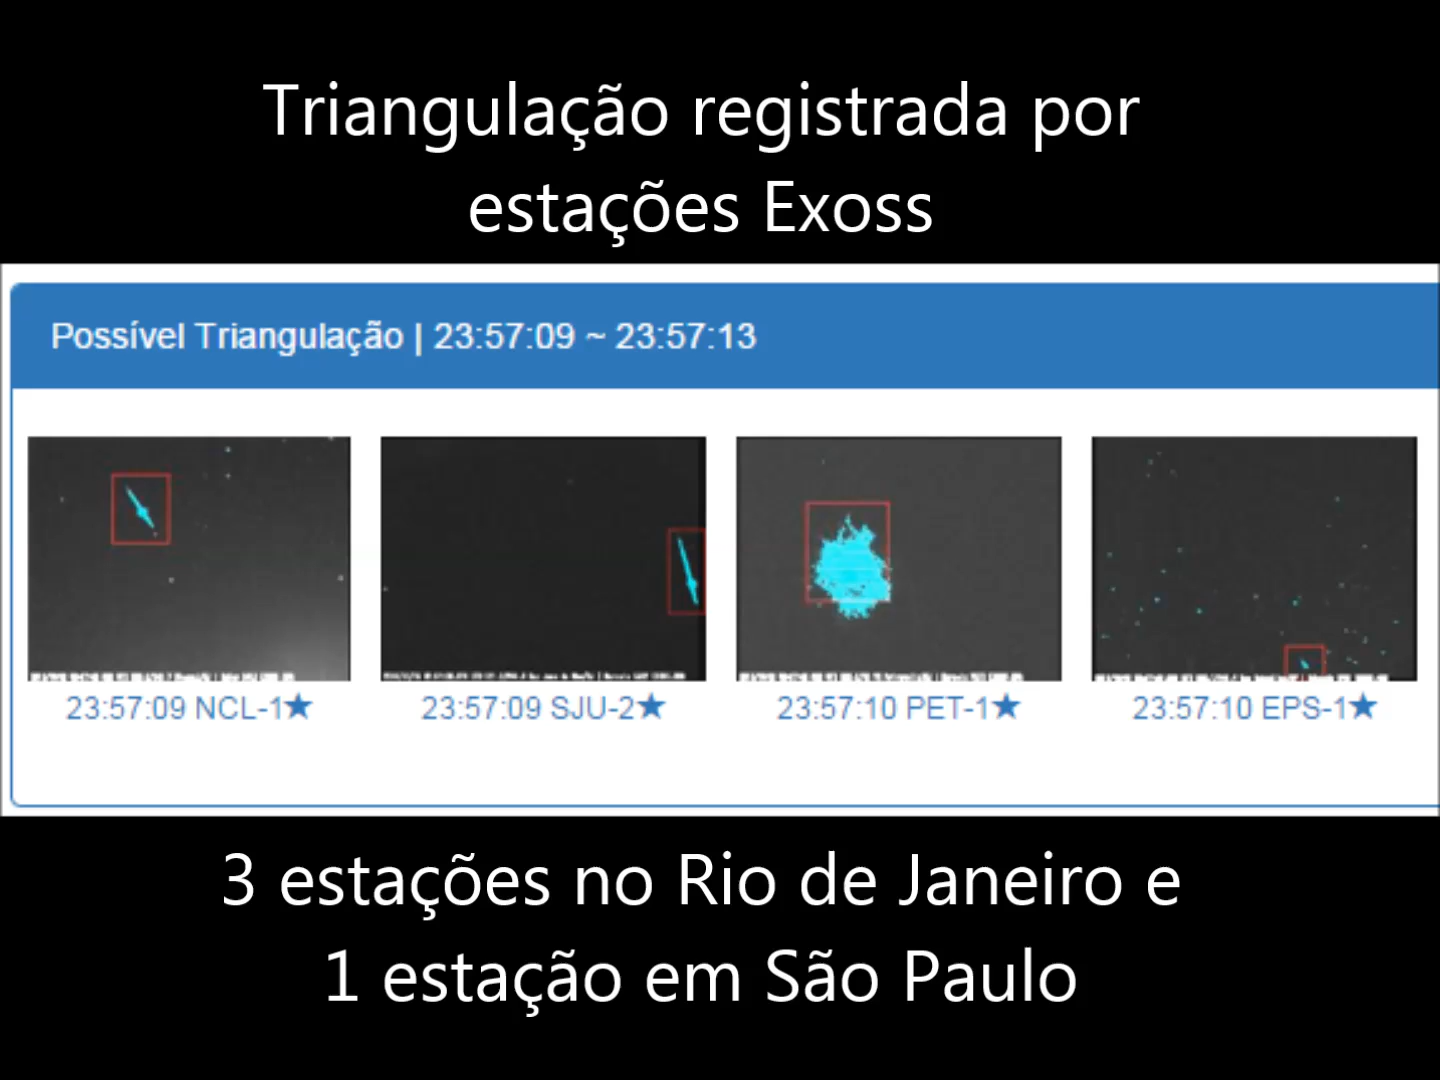 Triangulação registrada por
estações Exoss
Possível Triangulação | 23:57:09 ~ 23:57:13
23:57:09 NCL-1★ 23:57:09 SJU-2★ 23:57:10 PET-1★ 23:57:10 EPS-1★
3 estações no Rio de Janeiro e
1 estação em São Paulo